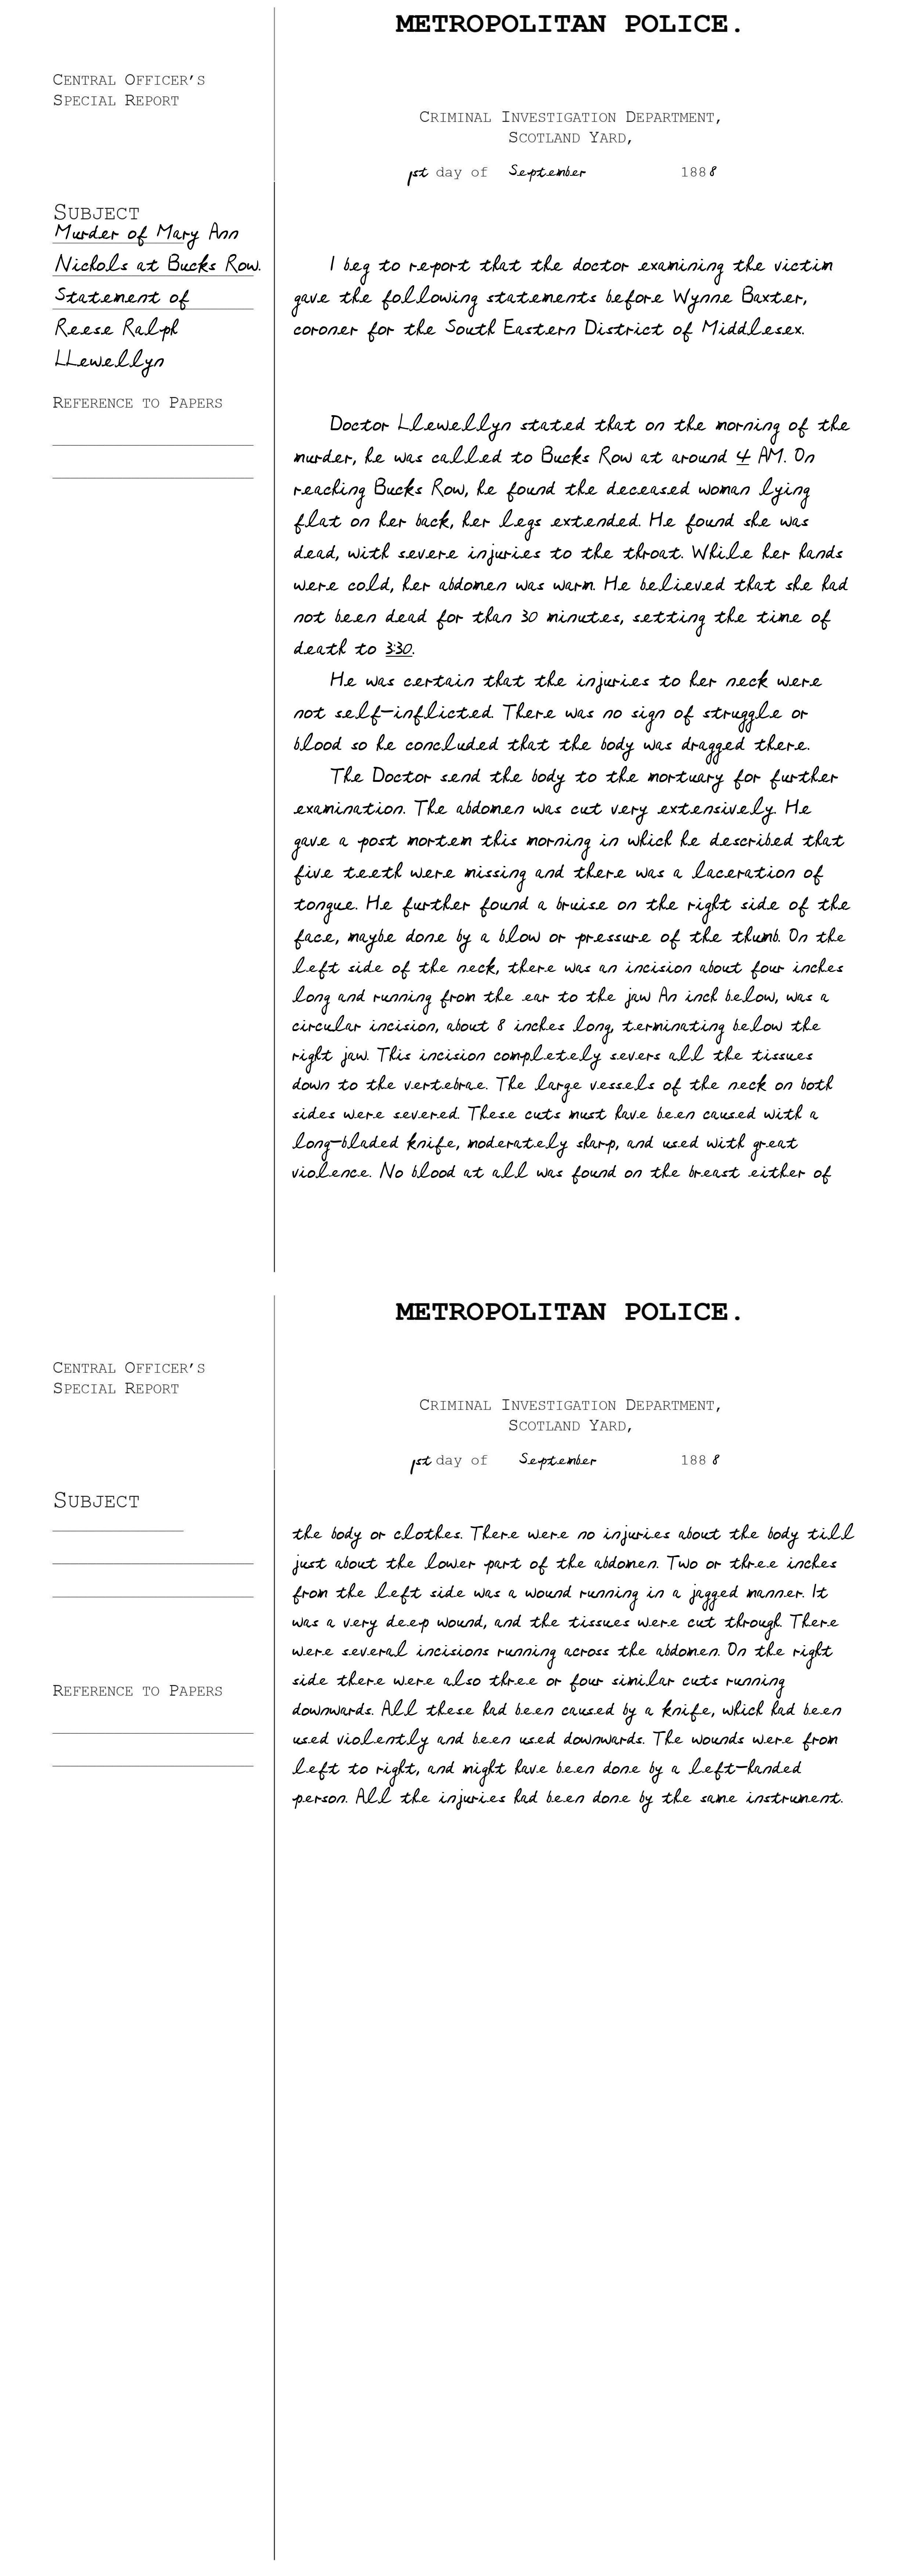 METROPOLITAN POLICE.
CENTRAL OFFICER'S
SPECIAL REPORT
CRIMINAL INVESTIGATION DEPARTMENT,
SCOTLAND YARD,
1st day of September 1888
SUBJECT
Murder of Mary Ann
Nichols at Bucks Row.
Statement of
Reese Ralph
LLewellyn
REFERENCE TO PAPERS
I beg to report that the doctor examining the victim
gave the following statements before Wynne Baxter,
coroner for the South Eastern District of Middlesex.
Doctor Llewellyn stated that on the morning of the
murder, he was called to Bucks Row at around 4 AM. On
reaching Bucks Row, he found the deceased woman lying
flat on her back, her legs extended. He found she was
dead, with severe injuries to the throat. While her hands
were cold, her abdomen was warm. He believed that she had
not been dead for than 30 minutes, setting the time of
death to 3:30.
He was certain that the injuries to her neck were
not self-inflicted. There was no sign of struggle or
blood so he concluded that the body was dragged there.
The Doctor send the body to the mortuary for further
examination. The abdomen was cut very extensively. He
gave a post mortem this morning in which he described that
five teeth were missing and there was a laceration of
tongue. He further found a bruise on the right side of the
face, maybe done by a blow or pressure of the thumb. On the
left side of the neck, there was an incision about four inches
long and running from the ear to the jaw An inch below, was a
circular incision, about 8 inches long, terminating below the
right jaw. This incision completely severs all the tissues
down to the vertebrae. The large vessels of the neck on both
sides were severed. These cuts must have been caused with a
long-bladed knife, moderately sharp, and used with great
violence. No blood at all was found on the breast either of
METROPOLITAN POLICE.
CENTRAL OFFICER'S
SPECIAL REPORT
CRIMINAL INVESTIGATION DEPARTMENT,
SCOTLAND YARD,
1st day of September 1888
SUBJECT
REFERENCE TO PAPERS
the body or clothes. There were no injuries about the body till
just about the lower part of the abdomen. Two or three inches
from the left side was a wound running in a jagged manner. It
was a very deep wound, and the tissues were cut through. There
were several incisions running across the abdomen. On the right
side there were also three or four similar cuts running
downwards. All these had been caused by a knife, which had been
used violently and been used downwards. The wounds were from
left to right, and might have been done by a left-handed
person. All the injuries had been done by the same instrument.